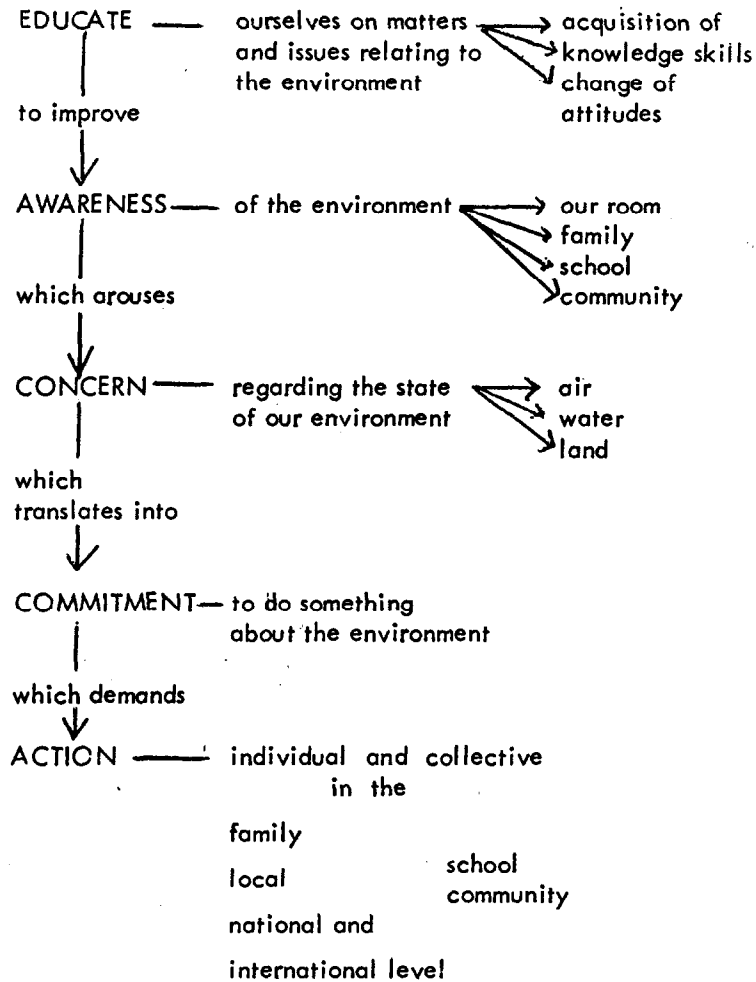 EDUCATE — ourselves on matters acquisition of
and issues relating to knowledge skills
the environment change of
attitudes
to improve
AWARENESS — of the environment our room
family
school
community
which arouses
CONCERN — regarding the state air
of our environment water
land
which
translates into
COMMITMENT — to do something
about the environment
which demands
ACTION — individual and collective
in the
family
local school
community
national and
international level